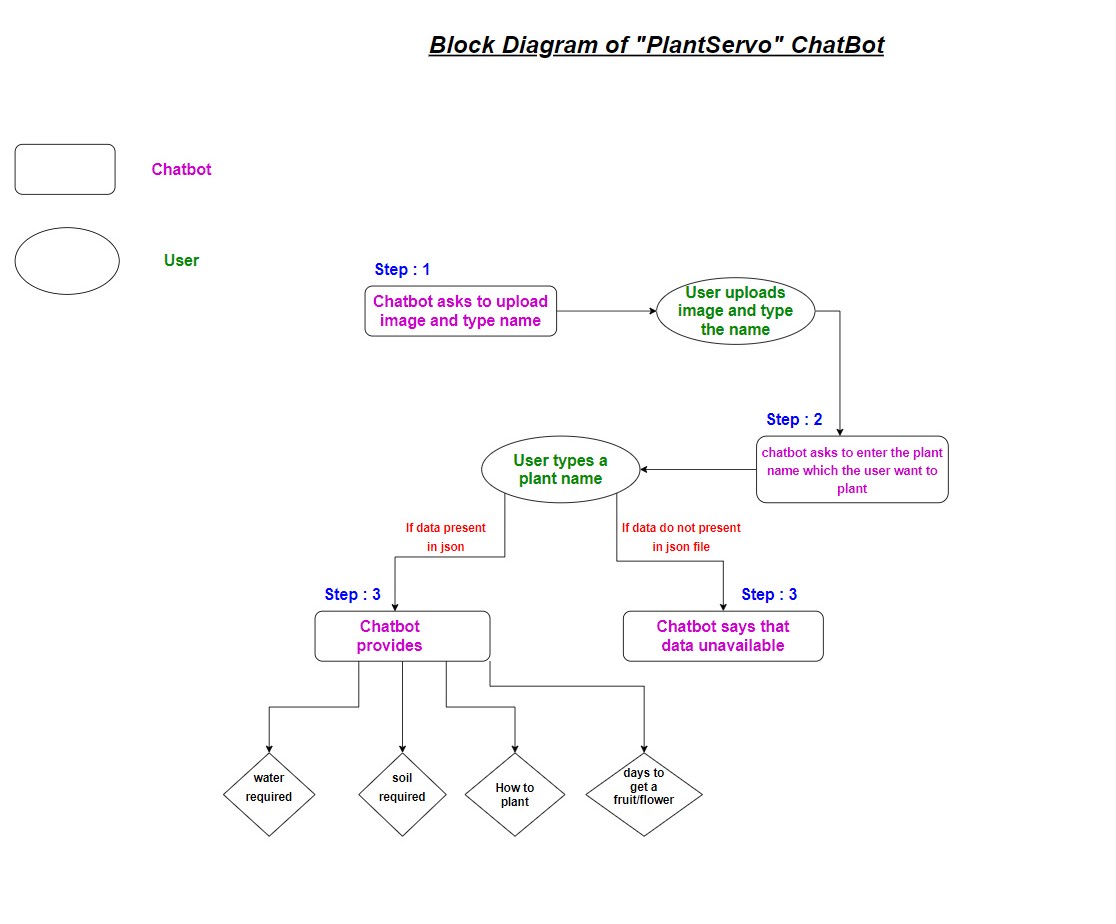 Block Diagram of "PlantServo" ChatBot
Chatbot
User
Step : 1
Chatbot asks to upload
image and type name
User uploads
image and type
the name
Step : 2
chatbot asks to enter the plant
name which the user want to
plant
User types a
plant name
If data present
in json
If data do not present
in json file
Step : 3
Chatbot
provides
Step : 3
Chatbot says that
data unavailable
water
required
soil
required
How to
plant
days to
get a
fruit/flower